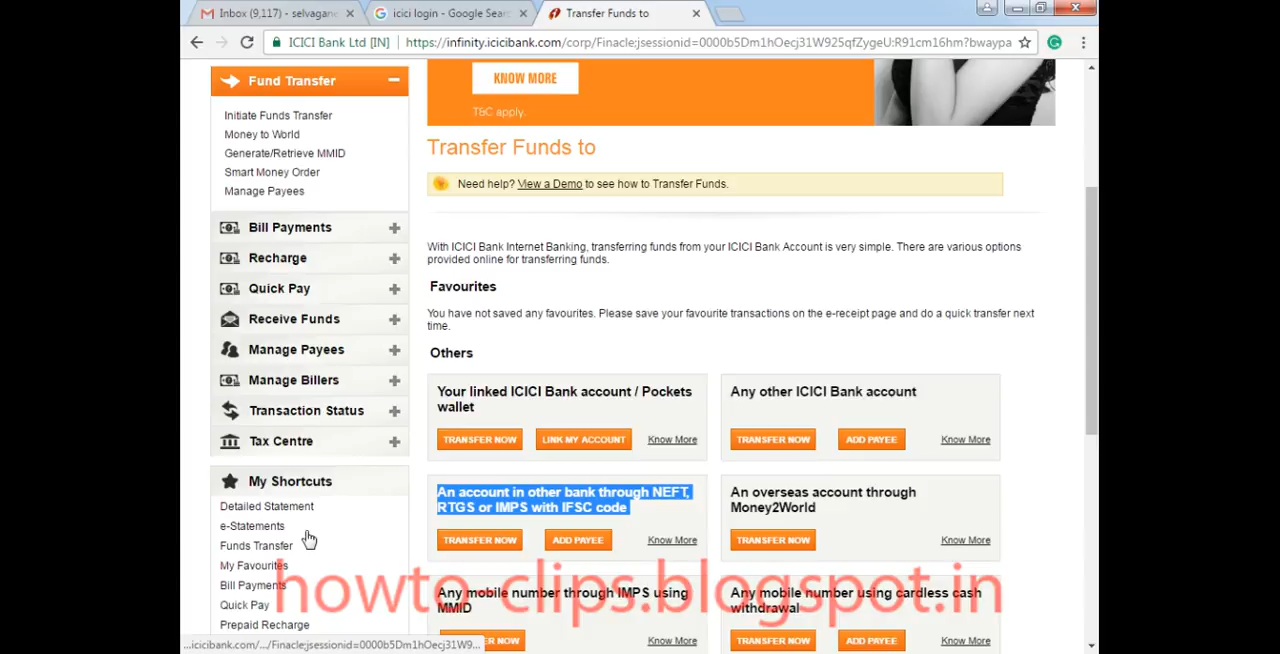 Inbox (9,117) - selvagan
icici login - Google Sear
Transfer Funds to
ICICI Bank Ltd [IN]
https://infinity.icicibank.com/corp/Finacle;jsessionid=0000b5Dm1hOecj31W925qfZygeU:R91cm16hm?bwaypa
Fund Transfer
Initiate Funds Transfer
Money to World
Generate/Retrieve MMID
Smart Money Order
Manage Payees
Bill Payments
Recharge
Quick Pay
Receive Funds
Manage Payees
Manage Billers
Transaction Status
Tax Centre
My Shortcuts
Detailed Statement
e-Statements
Funds Transfer
My Favourites
Bill Payments
Quick Pay
Prepaid Recharge
KNOW MORE
T&C apply.
Transfer Funds to
Need help? View a Demo to see how to Transfer Funds.
With ICICI Bank Internet Banking, transferring funds from your ICICI Bank Account is very simple. There are various options
provided online for transferring funds.
Favourites
You have not saved any favourites. Please save your favourite transactions on the e-receipt page and do a quick transfer next
time.
Others
Your linked ICICI Bank account / Pockets
wallet
TRANSFER NOW
LINK MY ACCOUNT
Know More
Any other ICICI Bank account
TRANSFER NOW
ADD PAYEE
Know More
An account in other bank through NEFT,
RTGS or IMPS with IFSC code
TRANSFER NOW
ADD PAYEE
Know More
An overseas account through
Money2World
TRANSFER NOW
Know More
Any mobile number through IMPS using
MMID
ER NOW
Know More
Any mobile number using cardless cash
withdrawal
TRANSFER NOW
ADD PAYEE
Know More
howto-clips.blogspot.in
...icicibank.com/.../Finacle;jsessionid=0000b5Dm1hOecj31W9...